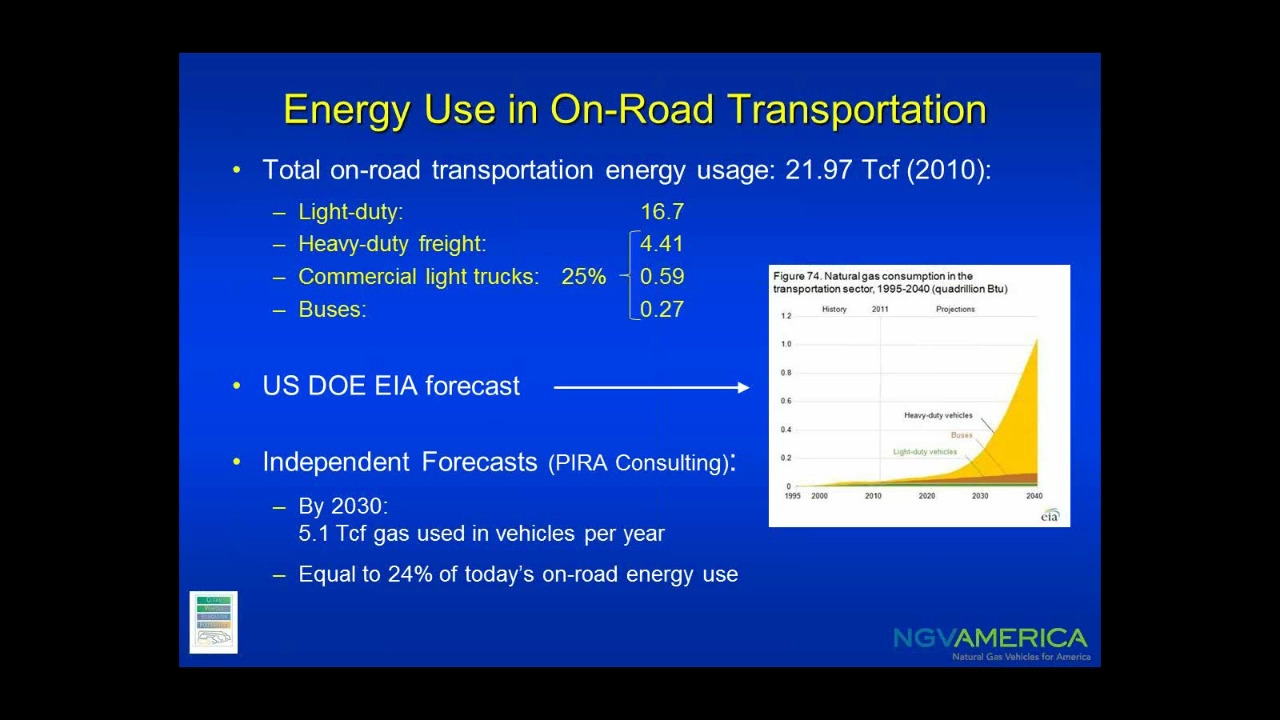 Energy Use in On-Road Transportation
• Total on-road transportation energy usage: 21.97 Tcf (2010):
– Light-duty: 16.7
– Heavy-duty freight: 4.41
– Commercial light trucks: 25% 0.59
– Buses: 0.27
• US DOE EIA forecast
• Independent Forecasts (PIRA Consulting):
– By 2030:
5.1 Tcf gas used in vehicles per year
– Equal to 24% of today's on-road energy use
Figure 74. Natural gas consumption in the
transportation sector, 1995-2040 (quadrillion Btu)
History 2011 Projections
1.2
1.0
0.8
0.6
0.4
0.2
0
Heavy-duty vehicles
Buses
Light-duty vehicles
1995 2000 2010 2020 2030 2040
eia
NGVAMERICA
Natural Gas Vehicles for America